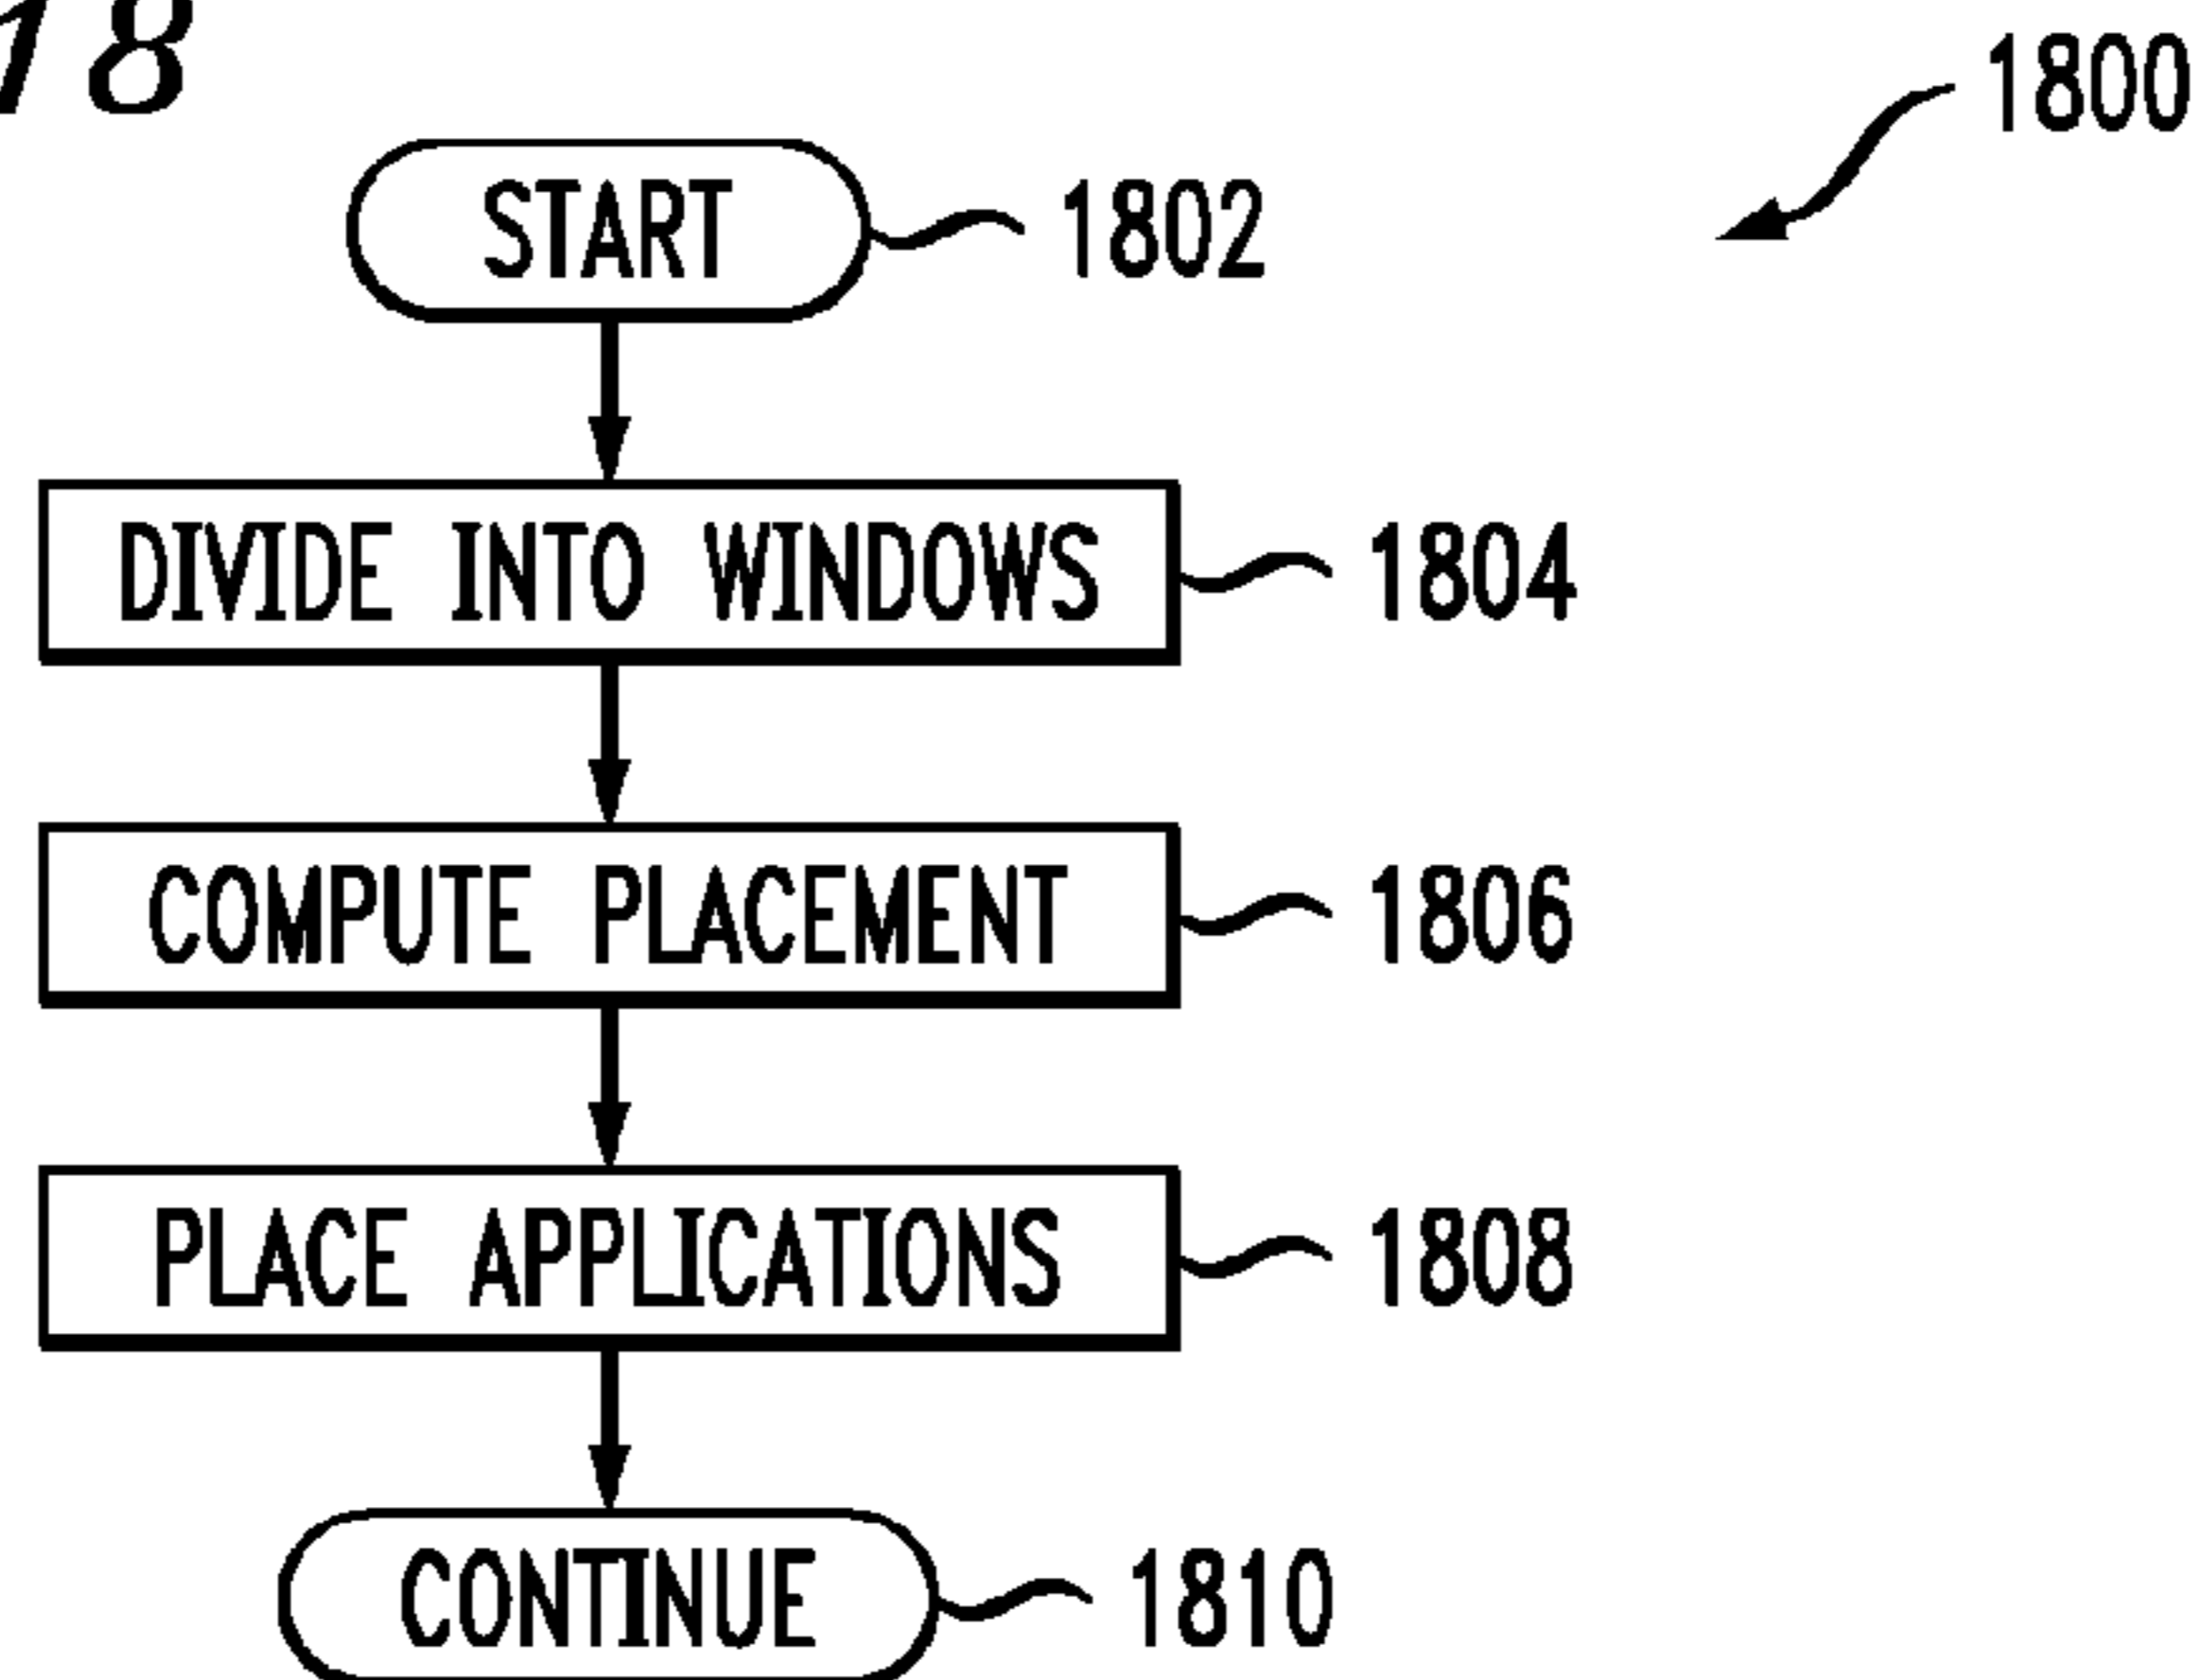 18
1800
START 1802
DIVIDE INTO WINDOWS 1804
COMPUTE PLACEMENT 1806
PLACE APPLICATIONS 1808
CONTINUE 1810